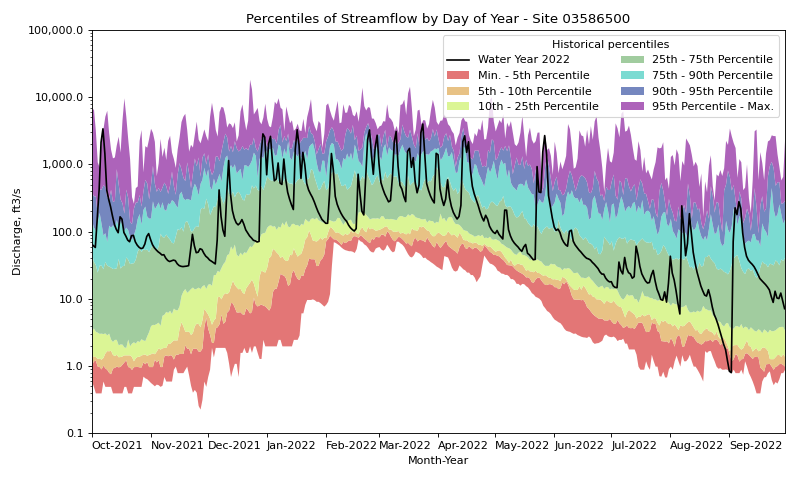 Percentiles of Streamflow by Day of Year - Site 03586500
Discharge, ft3/s
100,000.0
10,000.0
1,000.0
100.0
10.0
1.0
0.1
Historical percentiles
Water Year 2022
Min. - 5th Percentile
5th - 10th Percentile
10th - 25th Percentile
25th - 75th Percentile
75th - 90th Percentile
90th - 95th Percentile
95th Percentile - Max.
Oct-2021 Nov-2021 Dec-2021 Jan-2022 Feb-2022 Mar-2022 Apr-2022 May-2022 Jun-2022 Jul-2022 Aug-2022 Sep-2022
Month-Year